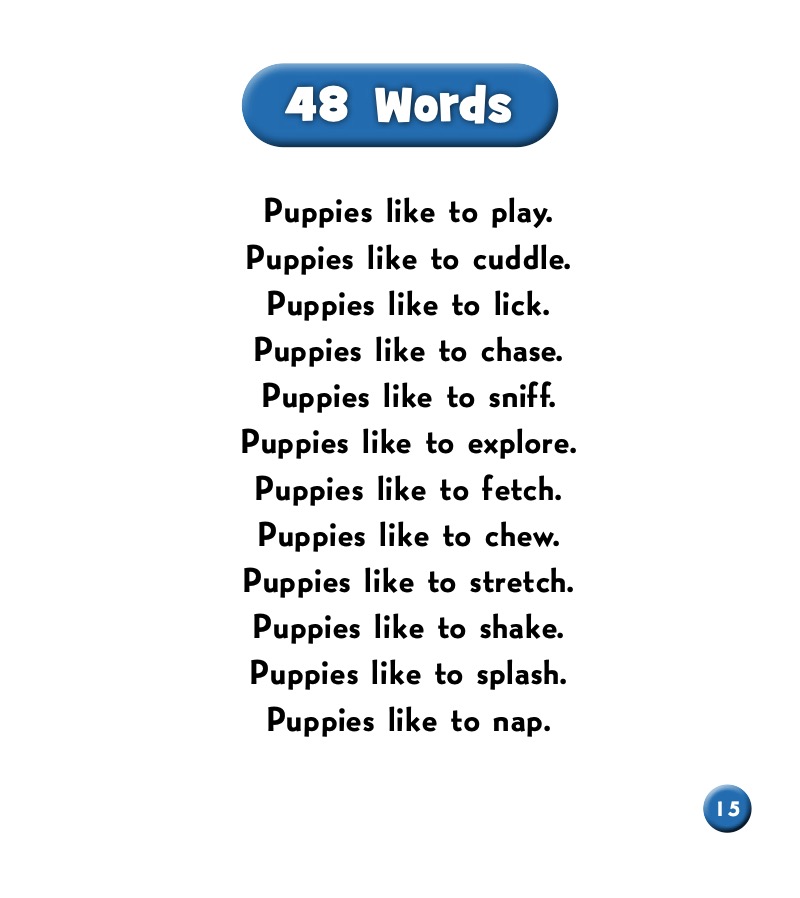 48 Words
Puppies like to play.
Puppies like to cuddle.
Puppies like to lick.
Puppies like to chase.
Puppies like to sniff.
Puppies like to explore.
Puppies like to fetch.
Puppies like to chew.
Puppies like to stretch.
Puppies like to shake.
Puppies like to splash.
Puppies like to nap.
15